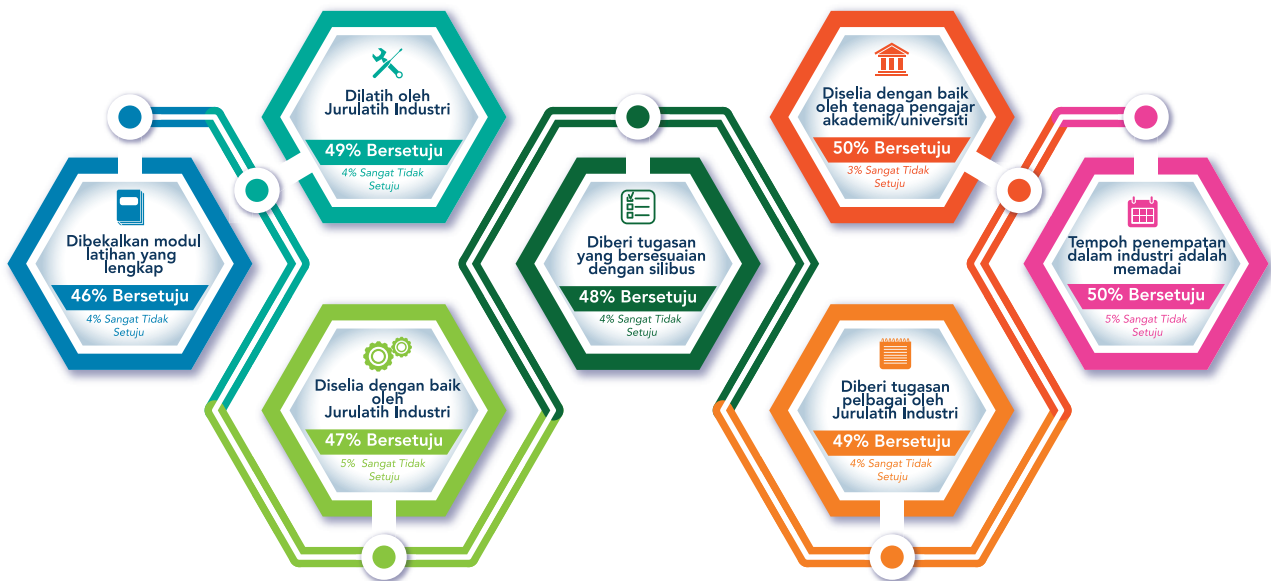 Dibekalkan modul
latihan yang
lengkap
46% Bersetuju
4% Sangat Tidak
Setuju
Dilatih oleh
Jurulatih Industri
49% Bersetuju
4% Sangat Tidak
Setuju
Diselia dengan baik
oleh
Jurulatih Industri
47% Bersetuju
5% Sangat Tidak
Setuju
Diberi tugasan
yang bersesuaian
dengan silibus
48% Bersetuju
4% Sangat Tidak
Setuju
Diberi tugasan
pelbagai oleh
Jurulatih Industri
49% Bersetuju
4% Sangat Tidak
Setuju
Diselia dengan baik
oleh tenaga pengajar
akademik/universiti
50% Bersetuju
3% Sangat Tidak
Setuju
Tempoh penempatan
dalam industri adalah
memadai
50% Bersetuju
5% Sangat Tidak
Setuju